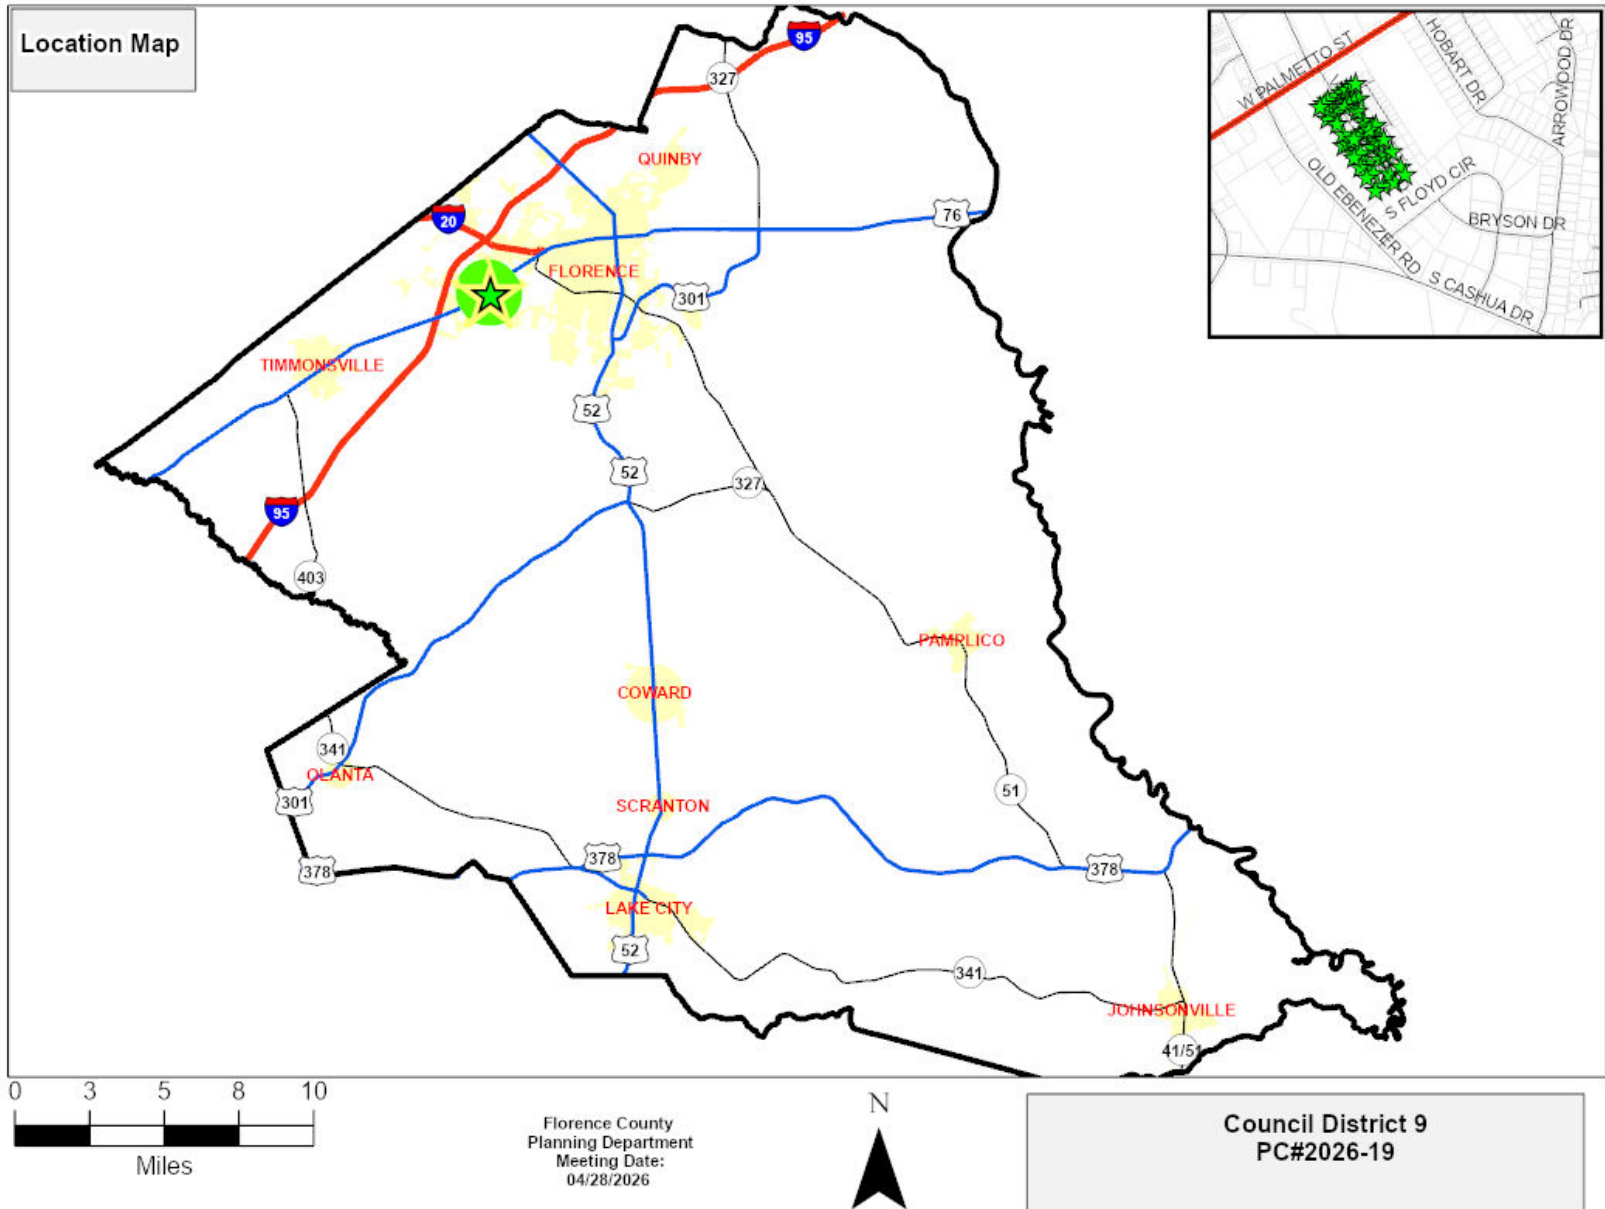 Location Map
95
327
W PALMETTO ST
HOBART DR
ARROWOOD DR
QUINBY
OLD EBENEZER RD
S FLOYD CIR
BRYSON DR
S CASHUA DR
20
76
FLORENCE
301
TIMMONSVILLE
52
52
327
95
403
PAMPLICO
COWARD
341
OLANTA
301
51
SCRANTON
378
378
378
LAKE CITY
52
341
JOHNSONVILLE
41/51
0 3 5 8 10
Miles
Florence County
Planning Department
Meeting Date:
04/28/2026
N
Council District 9
PC#2026-19